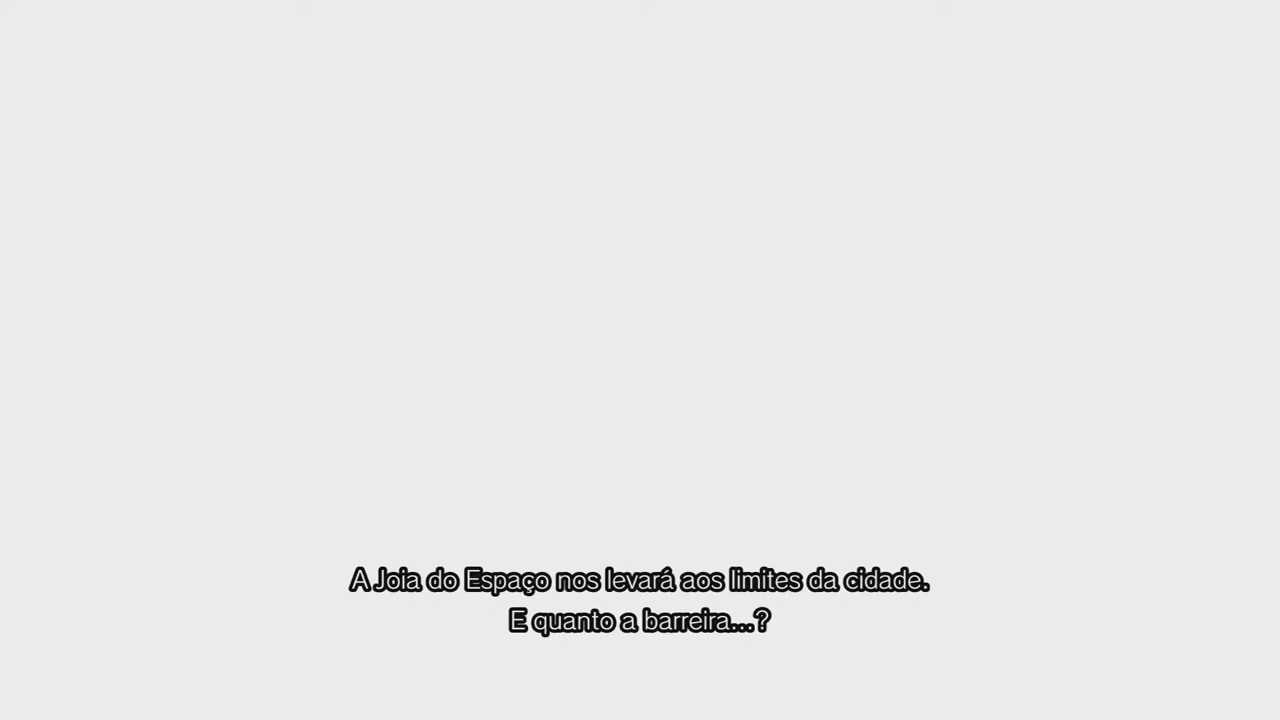 A Joia do Espaço nos levará aos limites da cidade.
E quanto a barreira...?